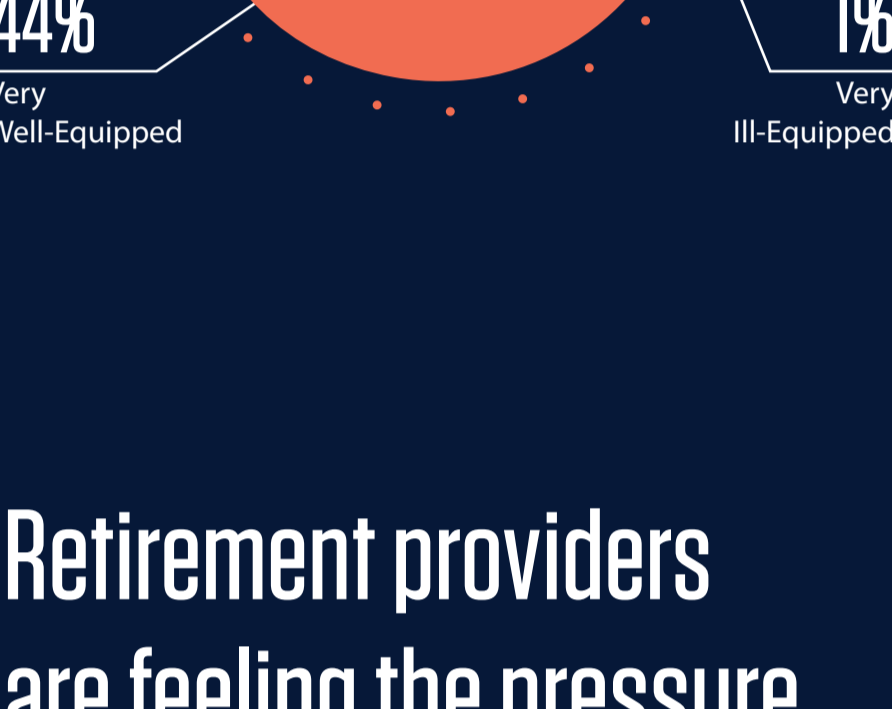 44%
Very
Well-Equipped
1%
Very
Ill-Equipped
Retirement providers
are feeling the pressure